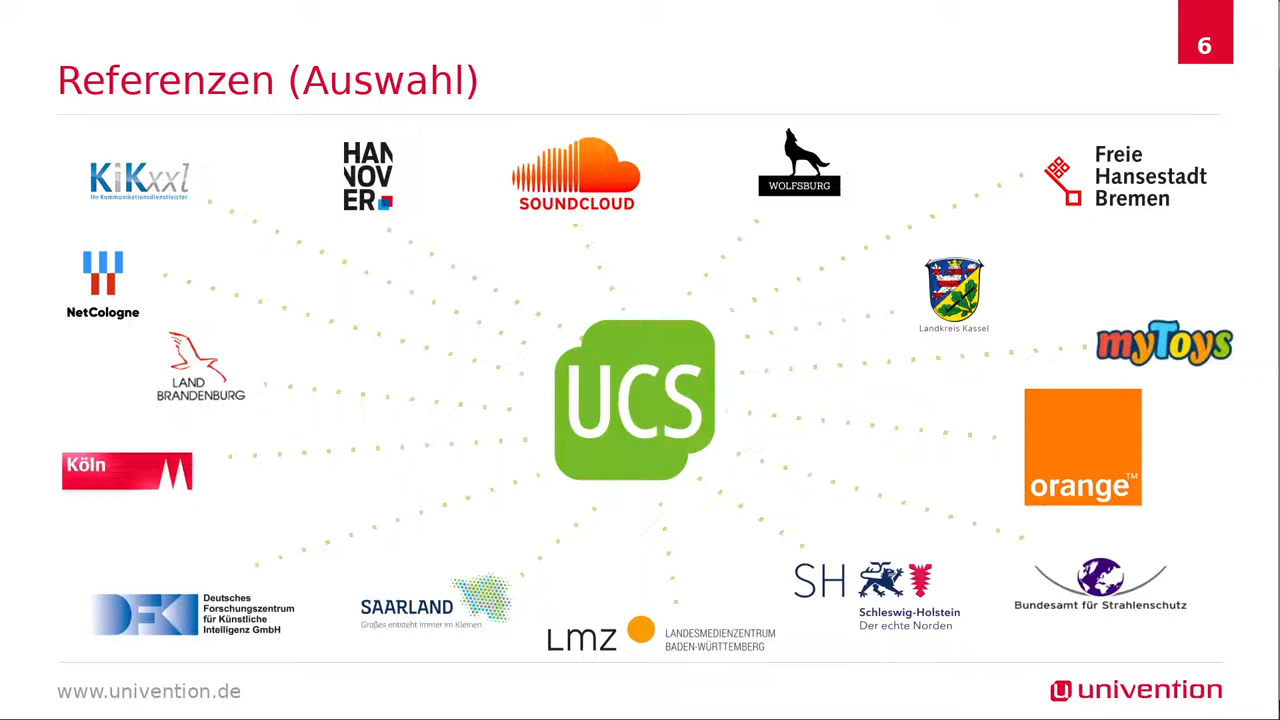 6
Referenzen (Auswahl)
KiKxxl
Ihr Kommunikationsdienstleister
HAN
NOV
ER
SOUNDCLOUD
WOLFSBURG
Freie
Hansestadt
Bremen
NetCologne
Landkreis Kassel
myToys
LAND
BRANDENBURG
UCS
Köln
orange™
DFKI
Deutsches
Forschungszentrum
für Künstliche
Intelligenz GmbH
SAARLAND
Großes entsteht immer im Kleinen
LMZ
LANDESMEDIENZENTRUM
BADEN-WÜRTTEMBERG
SH
Schleswig-Holstein
Der echte Norden
Bundesamt für Strahlenschutz
www.univention.de
univention